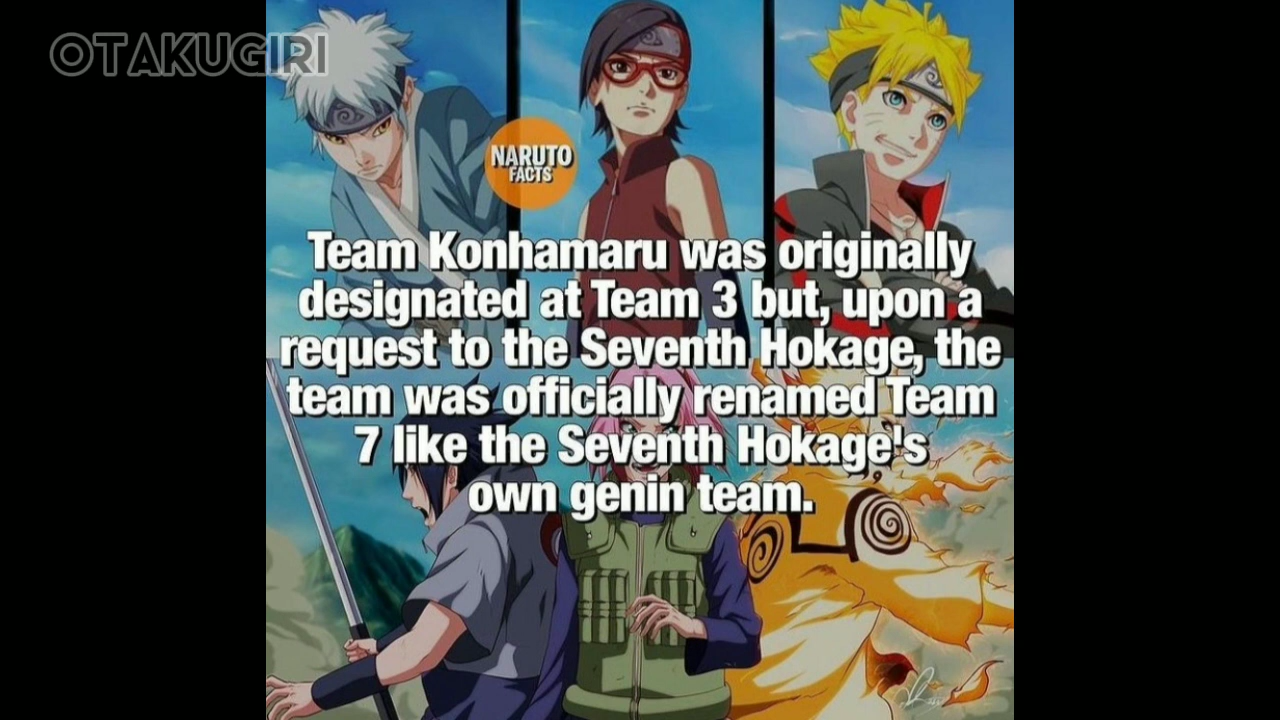 OTAKUGIRI
NARUTO
FACTS
Team Konhamaru was originally
designated at Team 3 but, upon a
request to the Seventh Hokage, the
team was officially renamed Team
7 like the Seventh Hokage's
own genin team.